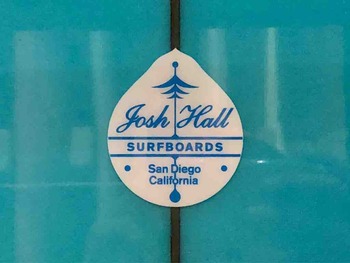 Josh Hall
SURFBOARDS
San Diego
California